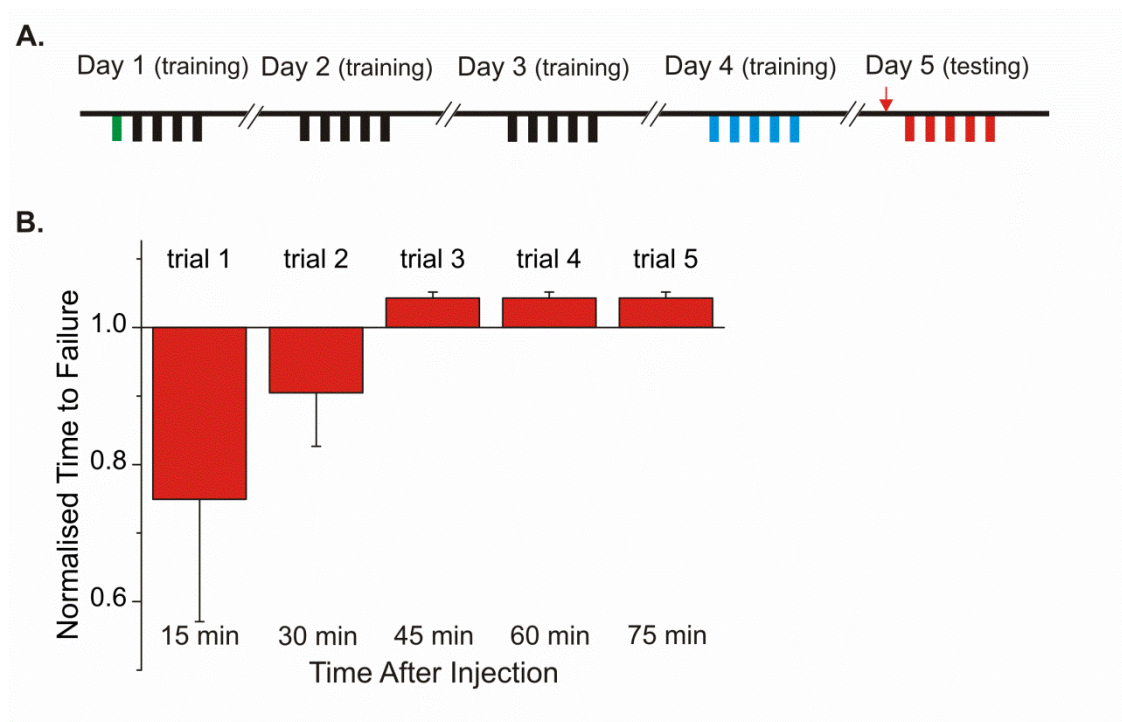 A.
Day 1 (training) Day 2 (training) Day 3 (training) Day 4 (training) Day 5 (testing)
B.
trial 1 trial 2 trial 3 trial 4 trial 5
1.0
0.8
0.6
Normalised Time to Failure
15 min 30 min 45 min 60 min 75 min
Time After Injection